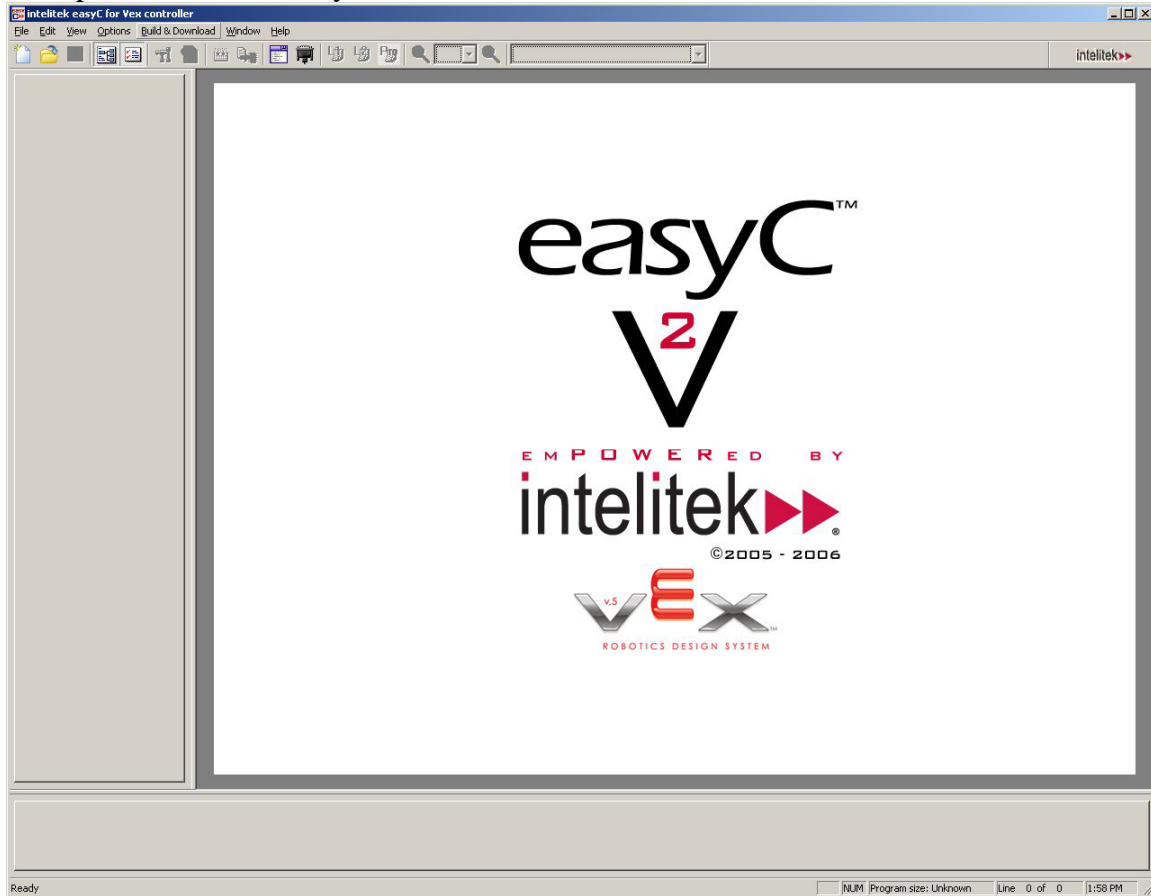 intelitek easyC for Vex controller
File Edit View Options Build & Download Window Help
intelitek
easyC™
V2
EMPOWERED BY
intelitek®
©2005 - 2006
v.5
vex™
ROBOTICS DESIGN SYSTEM
Ready NUM Program size: Unknown Line 0 of 0 1:58 PM